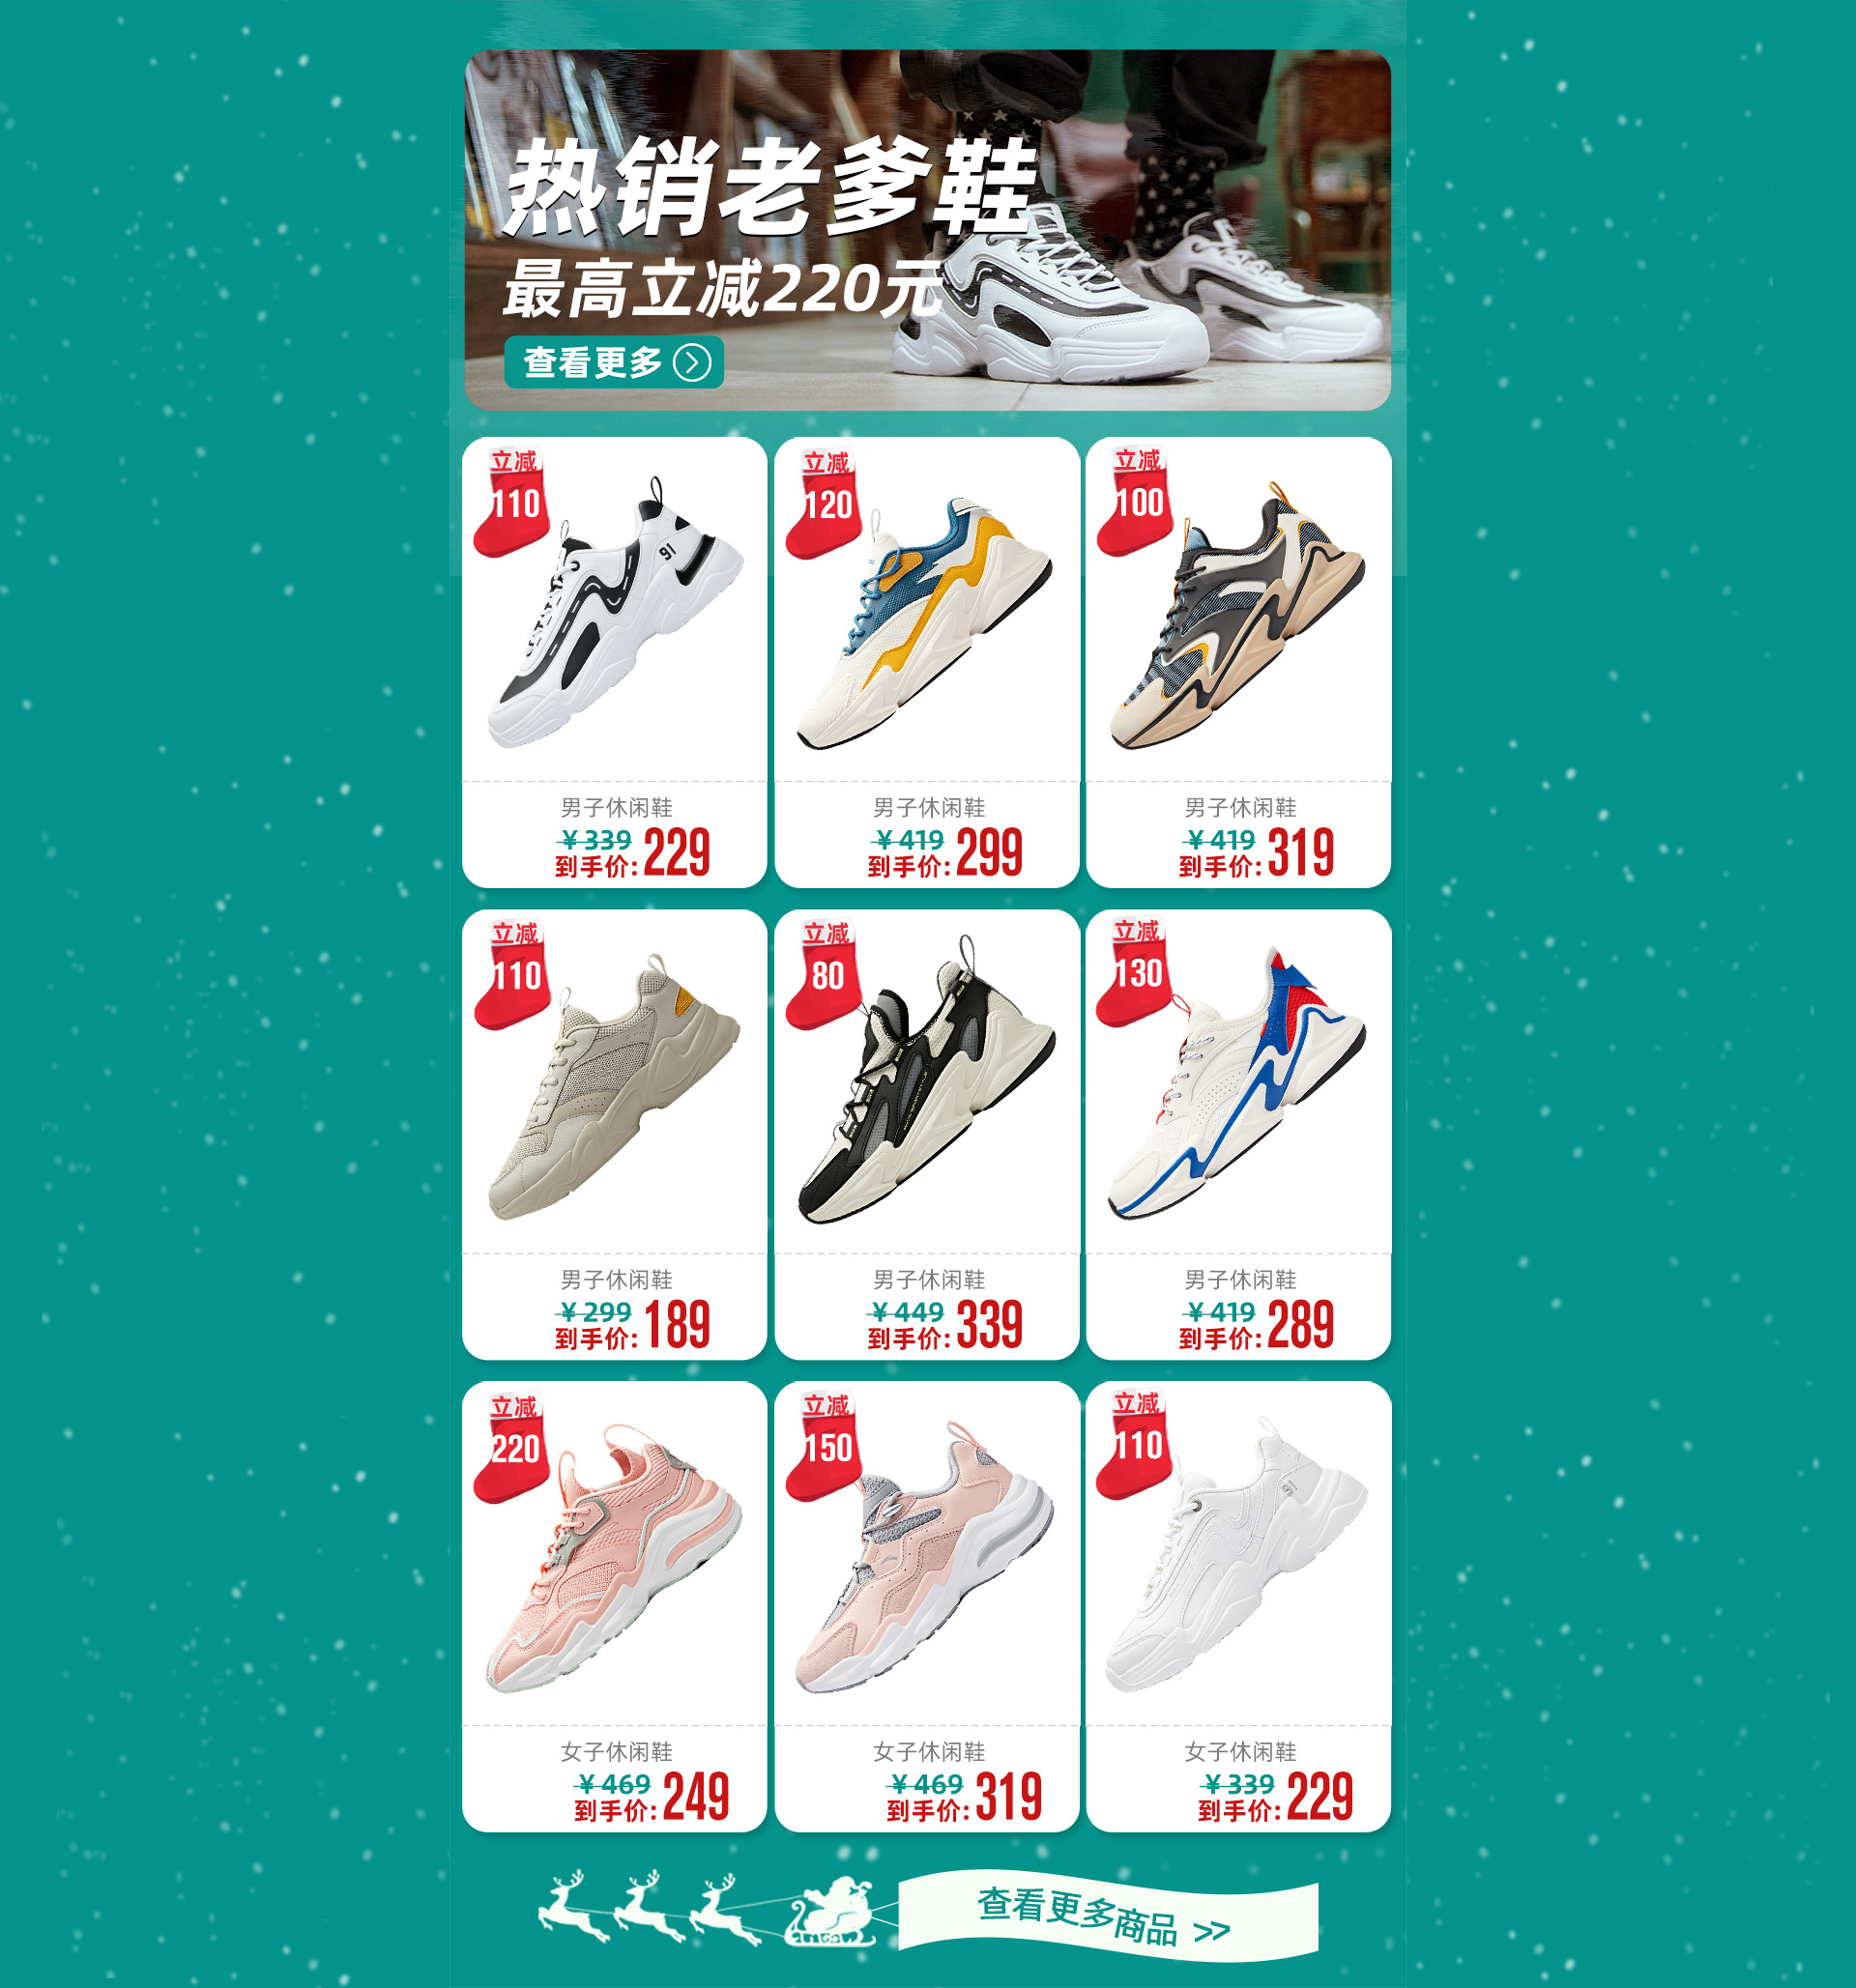 热销老爹鞋
最高立减220元
查看更多
立减
110
91
男子休闲鞋
￥339
到手价:229
立减
120
男子休闲鞋
￥419
到手价:299
立减
100
男子休闲鞋
￥419
到手价:319
立减
110
男子休闲鞋
￥299
到手价:189
立减
80
男子休闲鞋
￥449
到手价:339
立减
130
男子休闲鞋
￥419
到手价:289
立减
220
女子休闲鞋
￥469
到手价:249
立减
150
女子休闲鞋
￥469
到手价:319
立减
110
91
女子休闲鞋
￥339
到手价:229
查看更多商品 >>